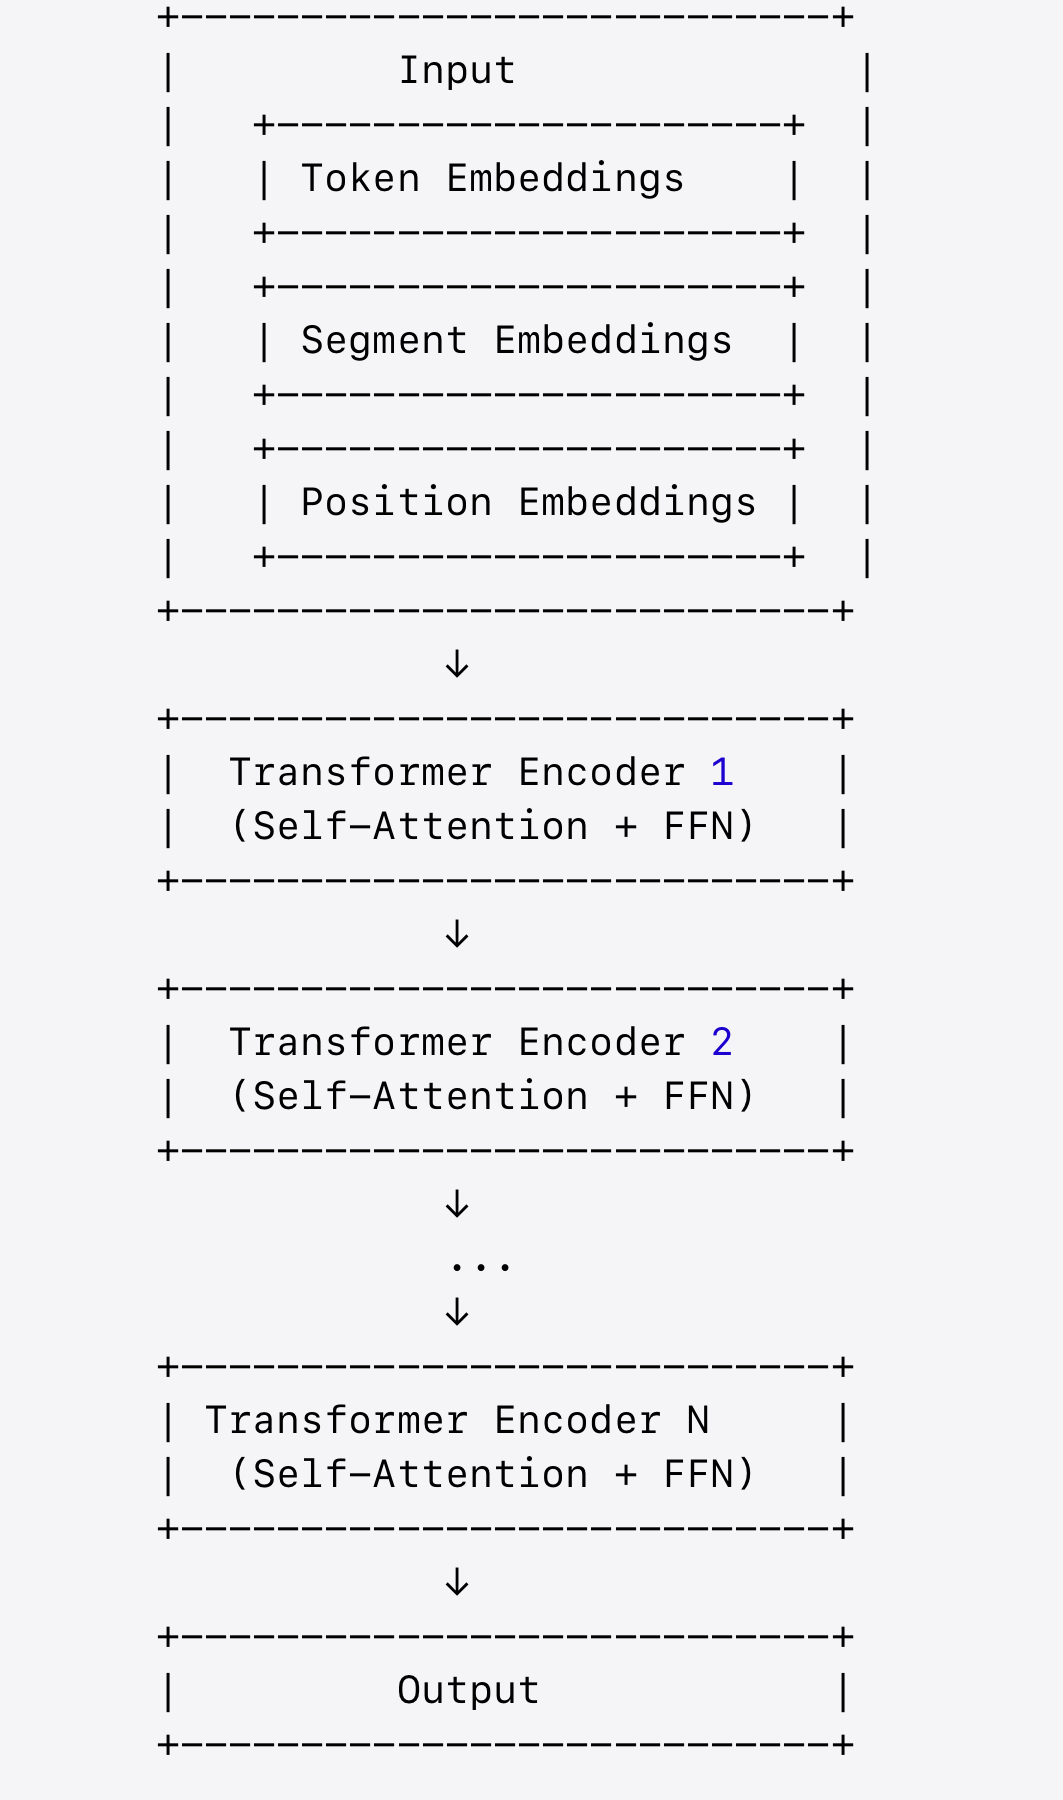 +---------------------------+
|         Input              |
|   +---------------------+  |
|   | Token Embeddings    |  |
|   +---------------------+  |
|   +---------------------+  |
|   | Segment Embeddings  |  |
|   +---------------------+  |
|   +---------------------+  |
|   | Position Embeddings |  |
|   +---------------------+  |
+---------------------------+
            ↓
+---------------------------+
|  Transformer Encoder 1    |
|  (Self-Attention + FFN)   |
+---------------------------+
            ↓
+---------------------------+
|  Transformer Encoder 2    |
|  (Self-Attention + FFN)   |
+---------------------------+
            ↓
            ...
            ↓
+---------------------------+
| Transformer Encoder N     |
|  (Self-Attention + FFN)   |
+---------------------------+
            ↓
+---------------------------+
|         Output            |
+---------------------------+